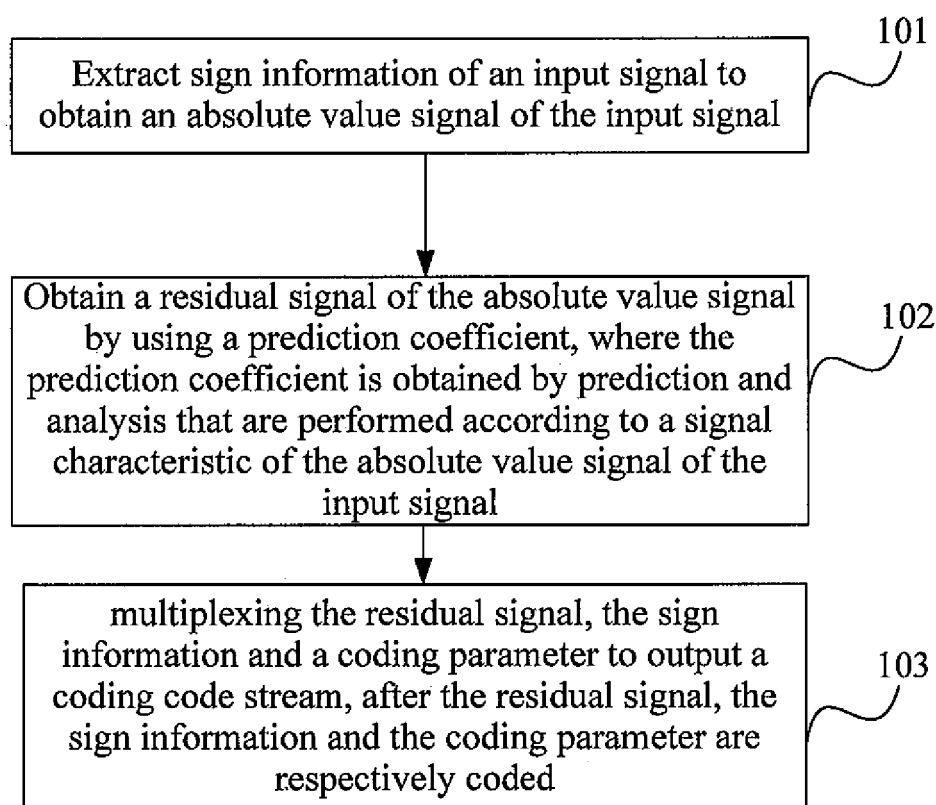 101
Extract sign information of an input signal to
obtain an absolute value signal of the input signal
Obtain a residual signal of the absolute value signal
by using a prediction coefficient, where the
prediction coefficient is obtained by prediction and
analysis that are performed according to a signal
characteristic of the absolute value signal of the
input signal
102
multiplexing the residual signal, the sign
information and a coding parameter to output a
coding code stream, after the residual signal, the
sign information and the coding parameter are
respectively coded
103